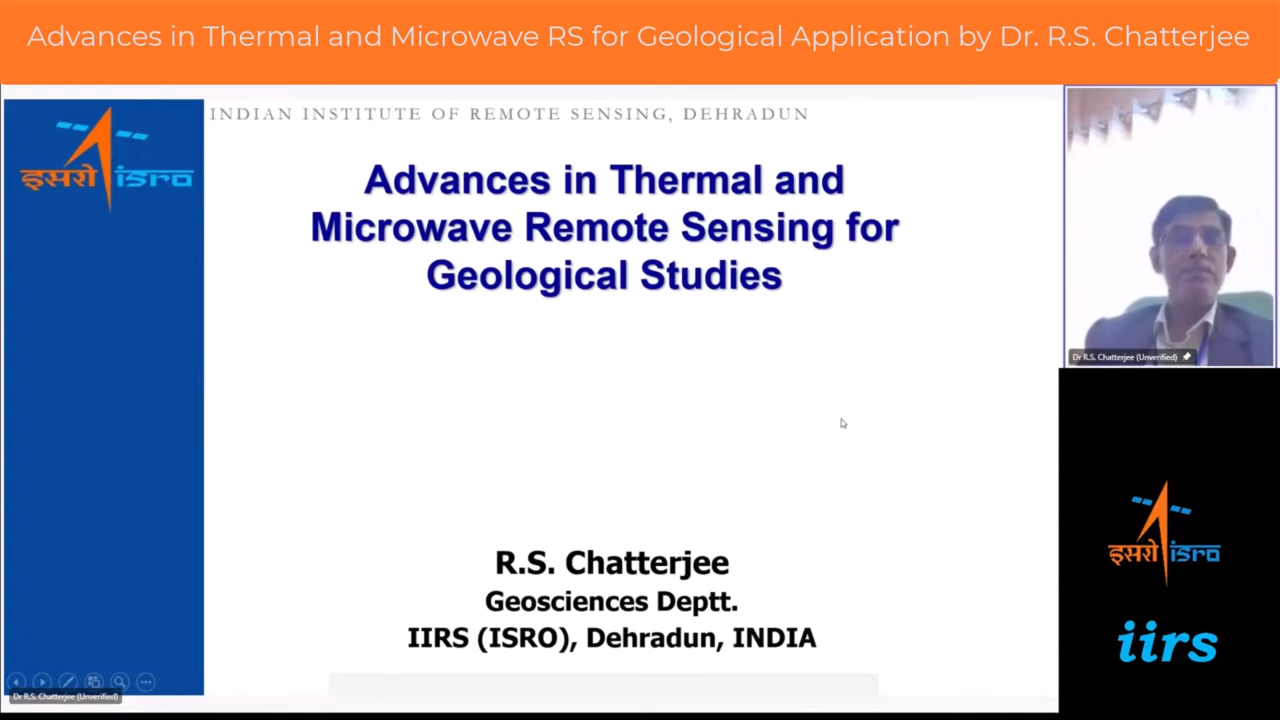 Advances in Thermal and Microwave RS for Geological Application by Dr. R.S. Chatterjee
INDIAN INSTITUTE OF REMOTE SENSING, DEHRADUN
इसरो isro
Advances in Thermal and
Microwave Remote Sensing for
Geological Studies
Dr R.S. Chatterjee (Unverified)
R.S. Chatterjee
Geosciences Deptt.
IIRS (ISRO), Dehradun, INDIA
इसरो isro
iirs
Dr R.S. Chatterjee (Unverified)